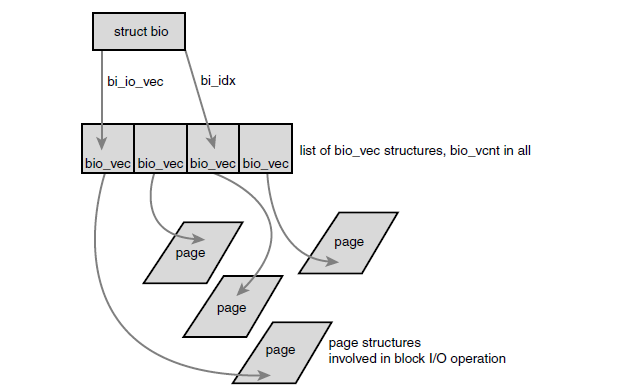 struct bio
bi_io_vec
bi_idx
bio_vec bio_vec bio_vec bio_vec
list of bio_vec structures, bio_vcnt in all
page
page
page
page
page structures
involved in block I/O operation